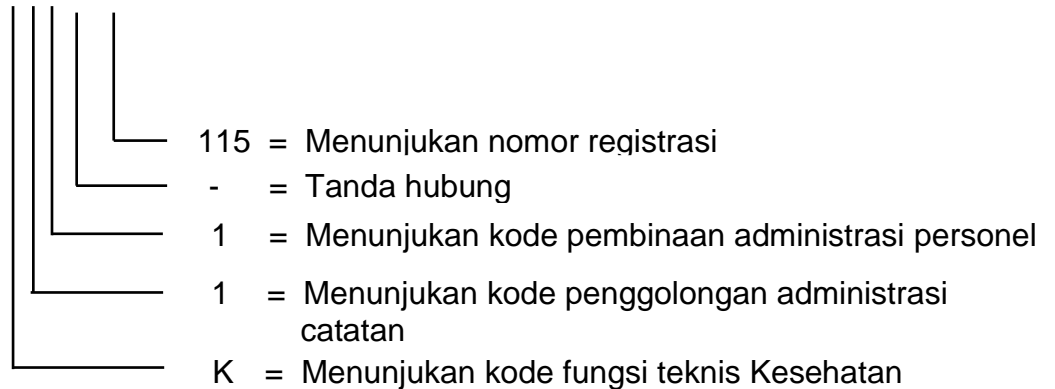 115 = Menunjukan nomor registrasi
- = Tanda hubung
1 = Menunjukan kode pembinaan administrasi personel
1 = Menunjukan kode penggolongan administrasi
catatan
K = Menunjukan kode fungsi teknis Kesehatan